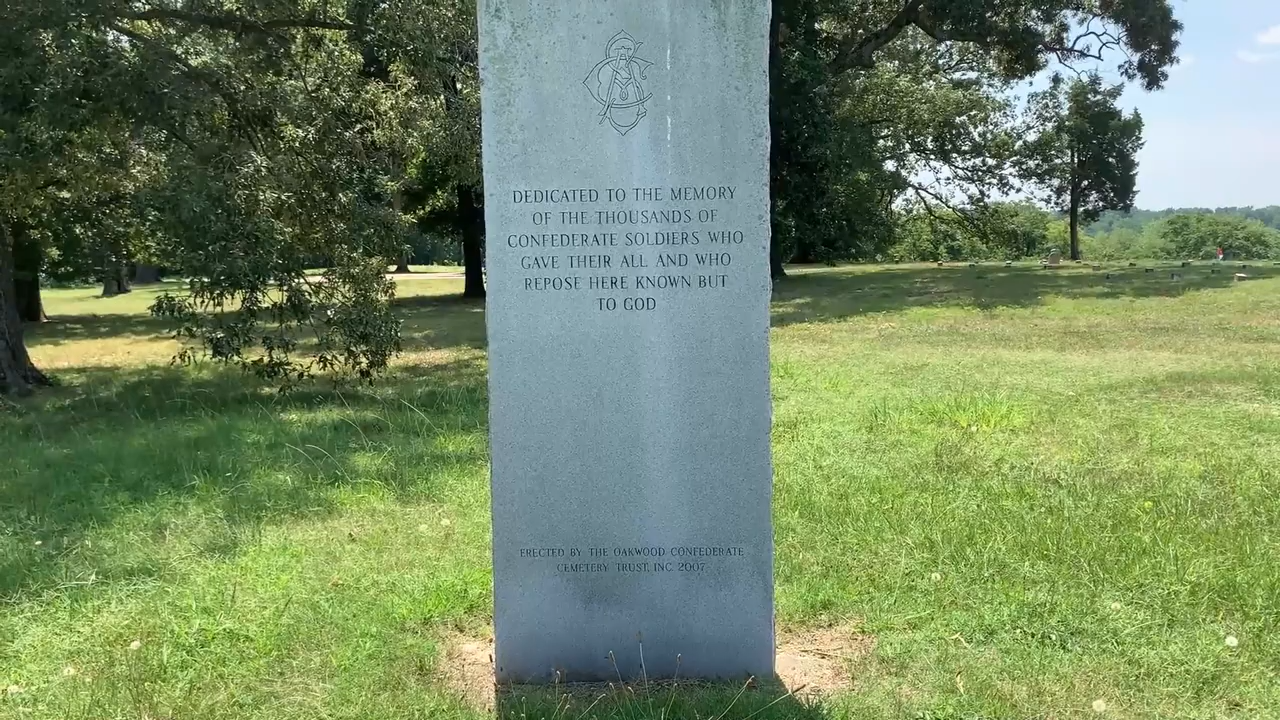 DEDICATED TO THE MEMORY
OF THE THOUSANDS OF
CONFEDERATE SOLDIERS WHO
GAVE THEIR ALL AND WHO
REPOSE HERE KNOWN BUT
TO GOD
ERECTED BY THE OAKWOOD CONFEDERATE
CEMETERY TRUST, INC. 2007